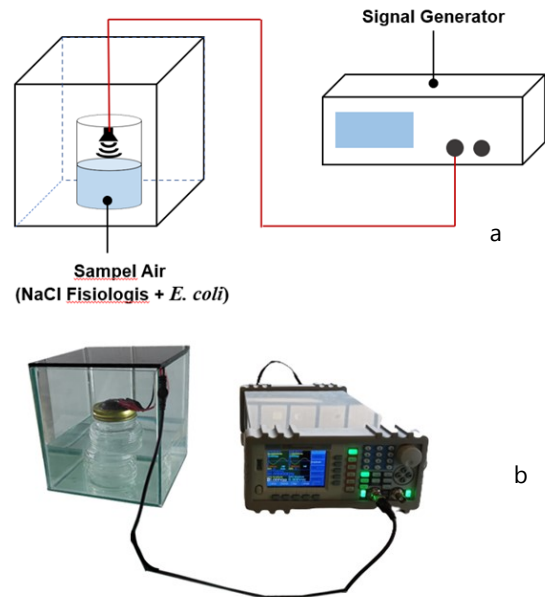 Signal Generator
a
Sampel Air
(NaCl Fisiologis + E. coli)
b